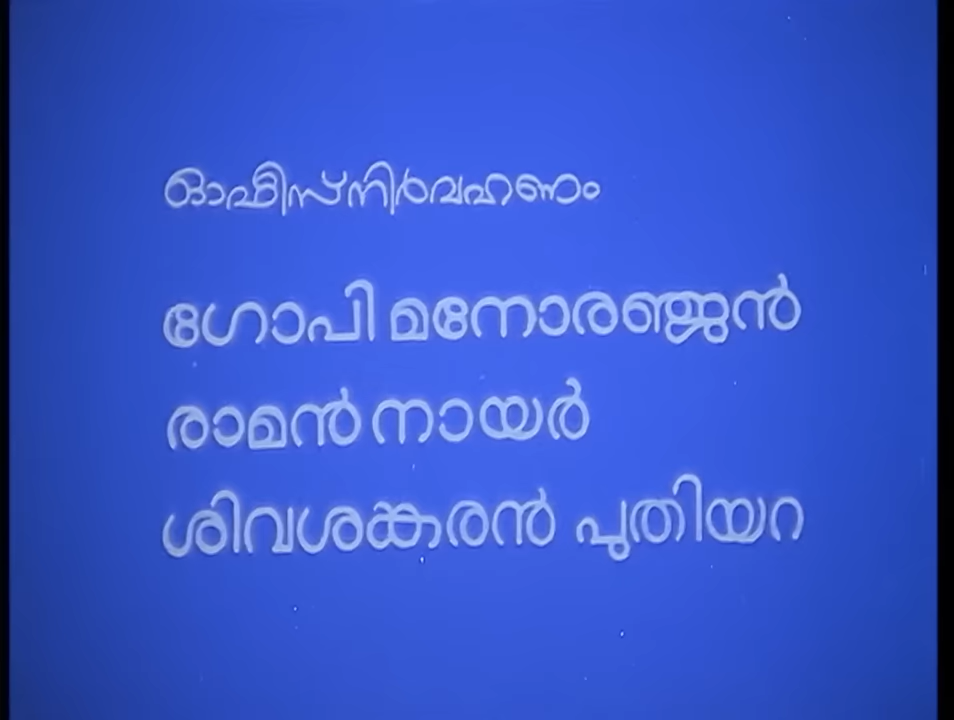 ഓഫീസ് നിർവഹണം
ഗോപി മനോരഞ്ജൻ
രാമൻ നായർ
ശിവശങ്കരൻ പുതിയറ